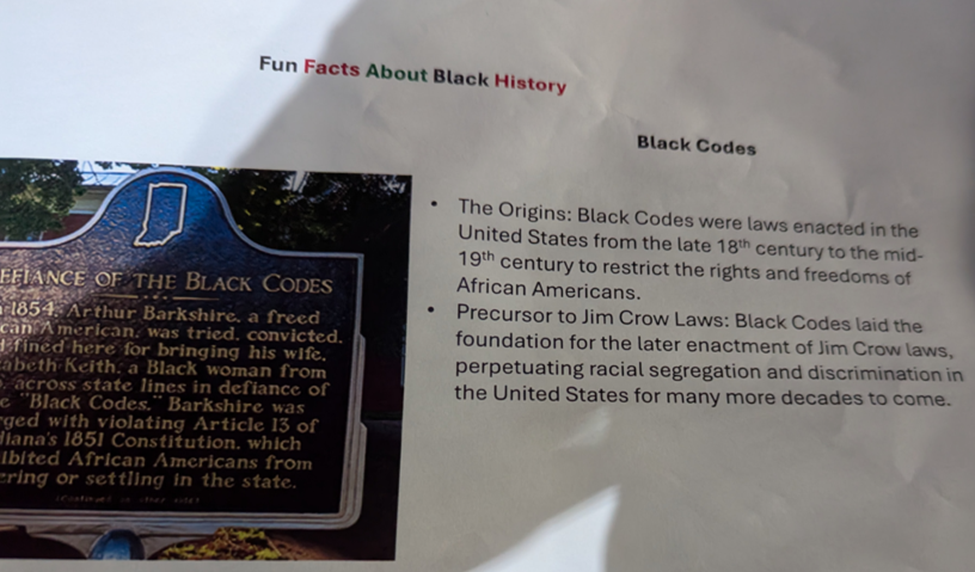 Fun Facts About Black History
Black Codes
EFIANCE OF THE BLACK CODES
1854, Arthur Barkshire, a freed
can American, was tried, convicted,
fined here for bringing his wife,
abeth Keith, a Black woman from
across state lines in defiance of
e "Black Codes." Barkshire was
rged with violating Article 13 of
diana's 1851 Constitution, which
ibited African Americans from
ering or settling in the state.
• The Origins: Black Codes were laws enacted in the
United States from the late 18th century to the mid-
19th century to restrict the rights and freedoms of
African Americans.
• Precursor to Jim Crow Laws: Black Codes laid the
foundation for the later enactment of Jim Crow laws,
perpetuating racial segregation and discrimination in
the United States for many more decades to come.